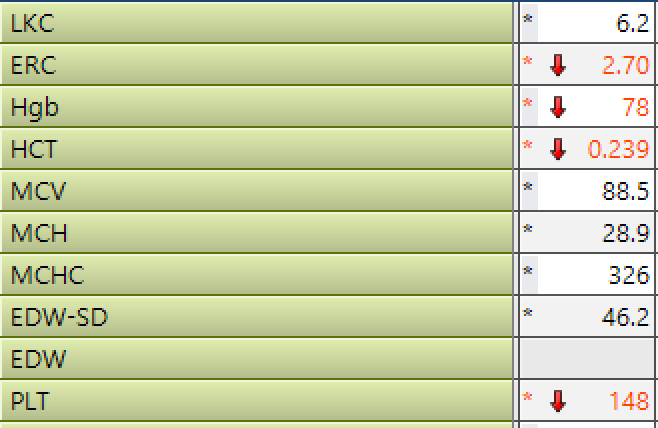 LKC * 6.2
ERC * 2.70
Hgb * 78
HCT * 0.239
MCV * 88.5
MCH * 28.9
MCHC * 326
EDW-SD * 46.2
EDW
PLT * 148